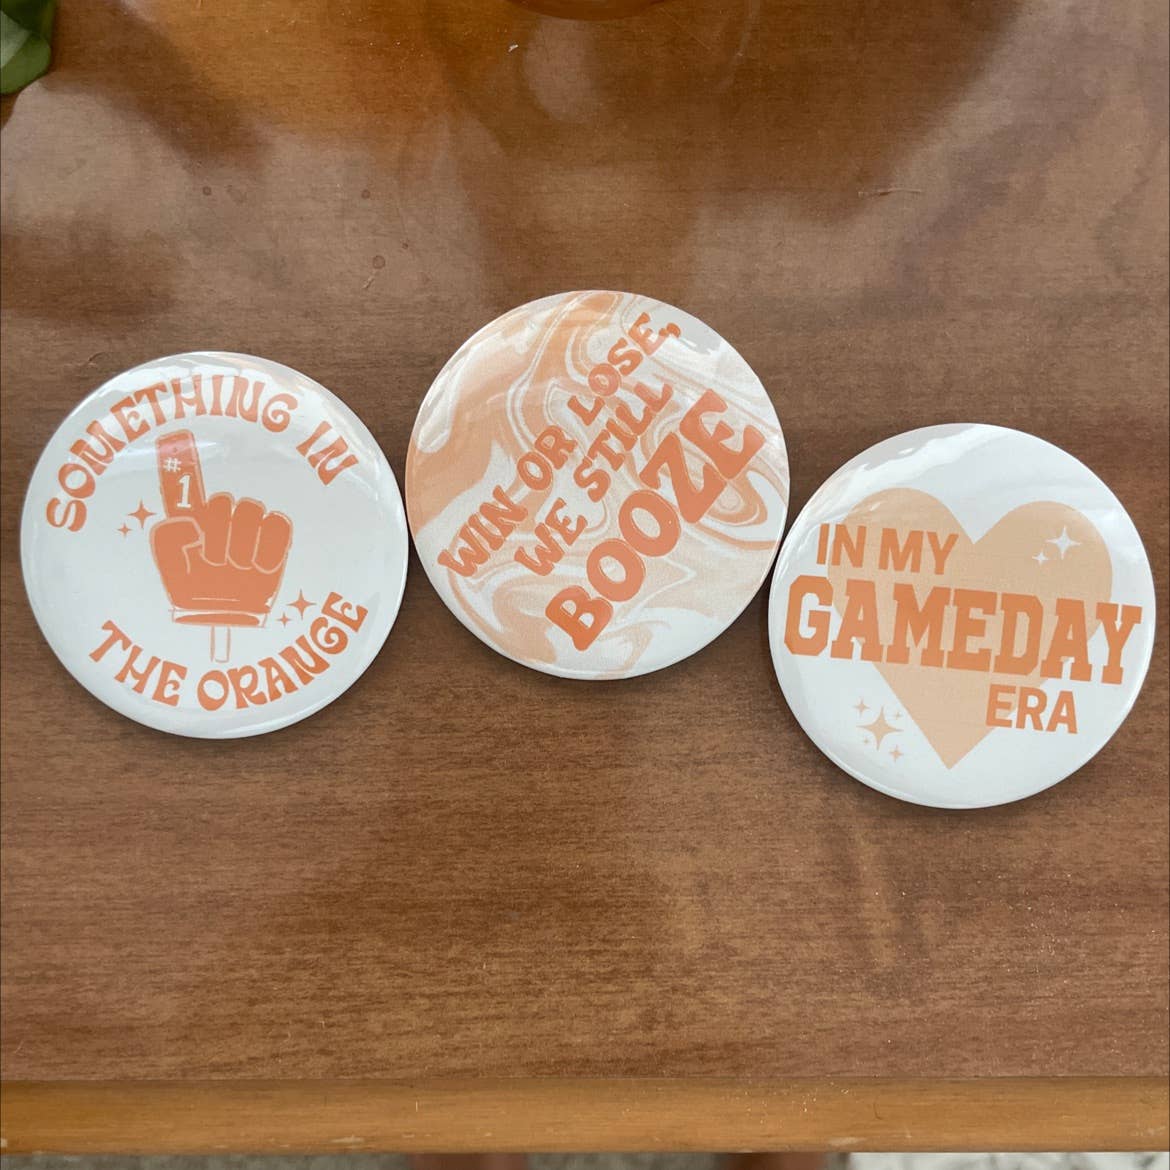 SOMETHING IN
#
1
THE ORANGE
WIN OR LOSE,
WE STILL
BOOZE
IN MY
GAMEDAY
ERA